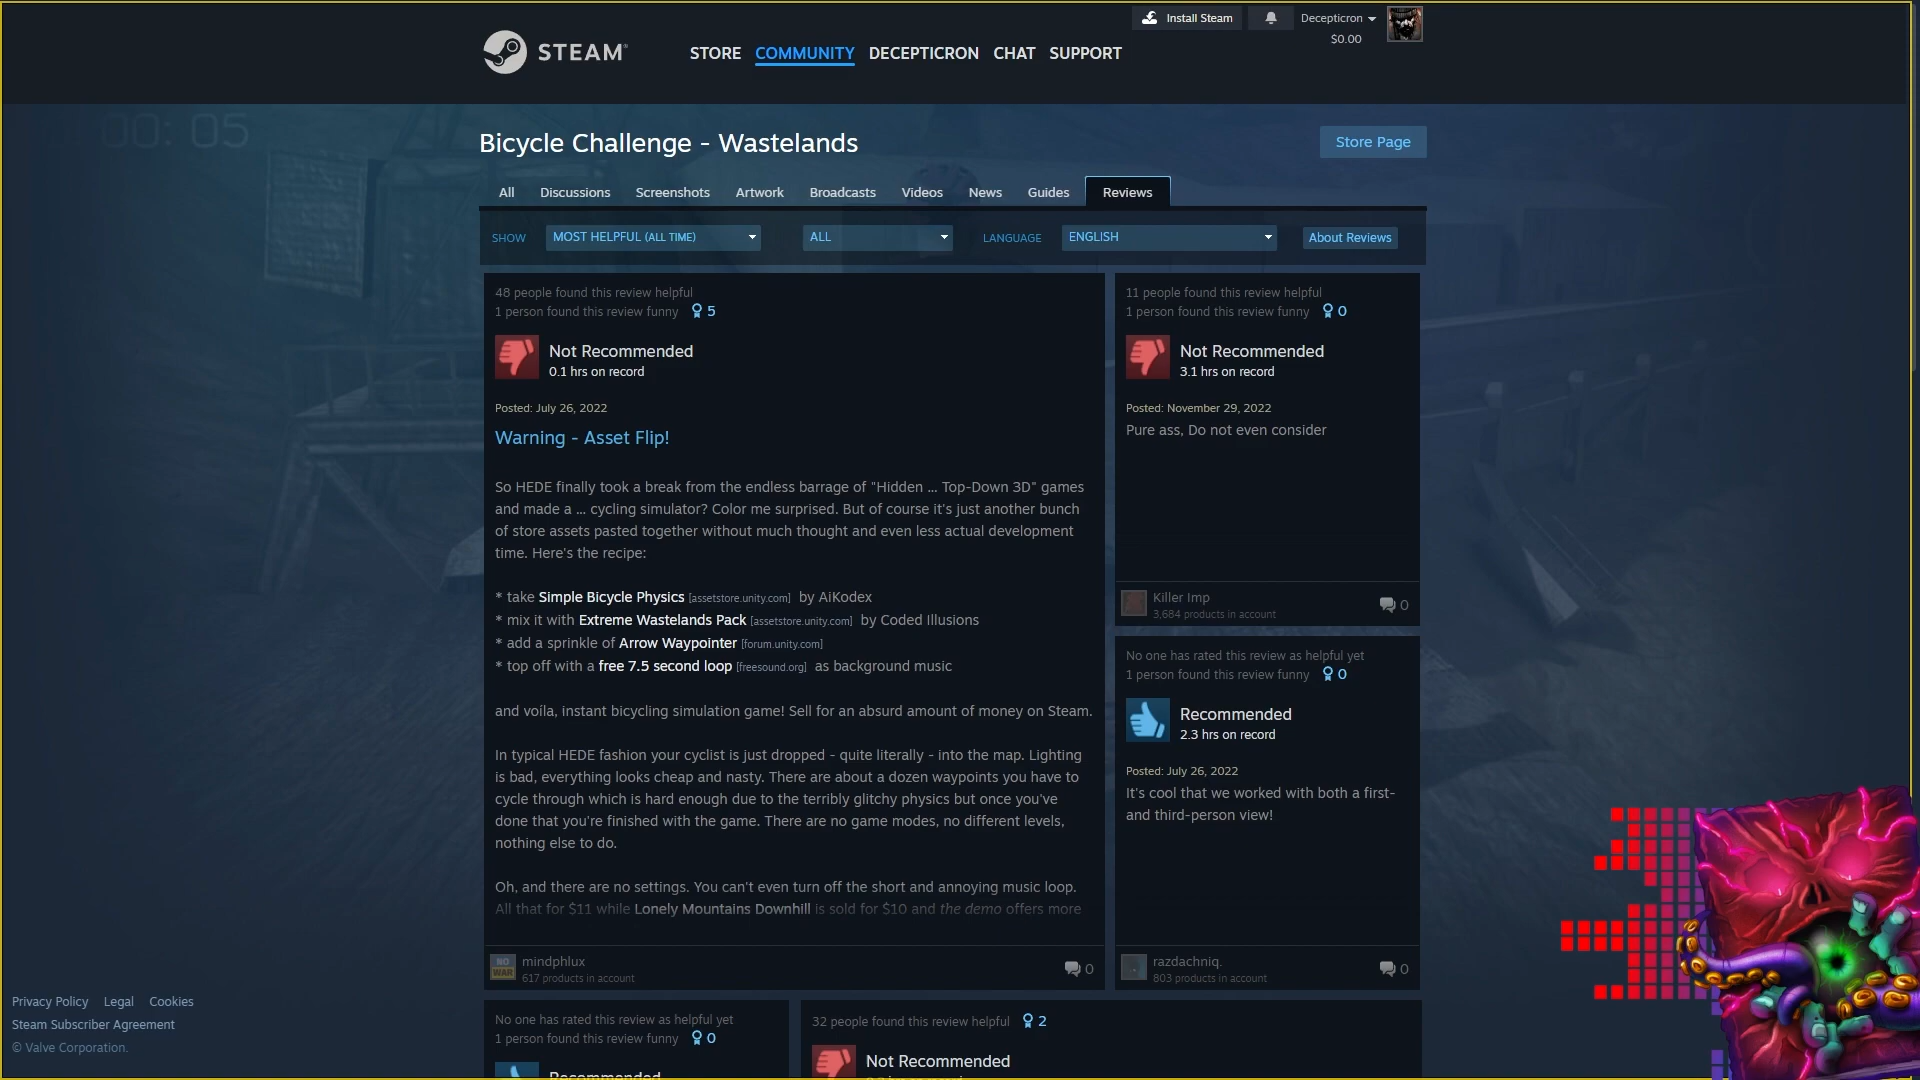 Install Steam
Decepticron
$0.00
STEAM
STORE COMMUNITY DECEPTICRON CHAT SUPPORT
00: 05
Bicycle Challenge - Wastelands
Store Page
All Discussions Screenshots Artwork Broadcasts Videos News Guides Reviews
SHOW MOST HELPFUL (ALL TIME) ALL LANGUAGE ENGLISH About Reviews
48 people found this review helpful
1 person found this review funny 5
Not Recommended
0.1 hrs on record
Posted: July 26, 2022
Warning - Asset Flip!
So HEDE finally took a break from the endless barrage of "Hidden ... Top-Down 3D" games
and made a ... cycling simulator? Color me surprised. But of course it's just another bunch
of store assets pasted together without much thought and even less actual development
time. Here's the recipe:
* take Simple Bicycle Physics [assetstore.unity.com] by AiKodex
* mix it with Extreme Wastelands Pack [assetstore.unity.com] by Coded Illusions
* add a sprinkle of Arrow Waypointer [forum.unity.com]
* top off with a free 7.5 second loop [freesound.org] as background music
and voíla, instant bicycling simulation game! Sell for an absurd amount of money on Steam.
In typical HEDE fashion your cyclist is just dropped - quite literally - into the map. Lighting
is bad, everything looks cheap and nasty. There are about a dozen waypoints you have to
cycle through which is hard enough due to the terribly glitchy physics but once you've
done that you're finished with the game. There are no game modes, no different levels,
nothing else to do.
Oh, and there are no settings. You can't even turn off the short and annoying music loop.
All that for $11 while Lonely Mountains Downhill is sold for $10 and the demo offers more
NO WAR
mindphlux
617 products in account
0
11 people found this review helpful
1 person found this review funny 0
Not Recommended
3.1 hrs on record
Posted: November 29, 2022
Pure ass, Do not even consider
Killer Imp
3,684 products in account
0
No one has rated this review as helpful yet
1 person found this review funny 0
Recommended
2.3 hrs on record
Posted: July 26, 2022
It's cool that we worked with both a first-
and third-person view!
razdachniq.
803 products in account
0
No one has rated this review as helpful yet
1 person found this review funny 0
Recommended
32 people found this review helpful 2
Not Recommended
Privacy Policy Legal Cookies
Steam Subscriber Agreement
© Valve Corporation.